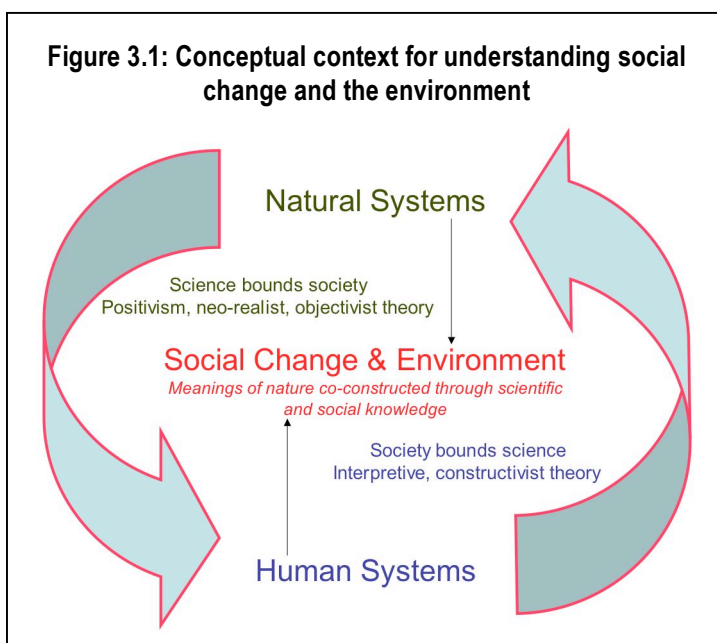 Figure 3.1: Conceptual context for understanding social
change and the environment
Natural Systems
Science bounds society
Positivism, neo-realist, objectivist theory
Social Change & Environment
Meanings of nature co-constructed through scientific
and social knowledge
Society bounds science
Interpretive, constructivist theory
Human Systems